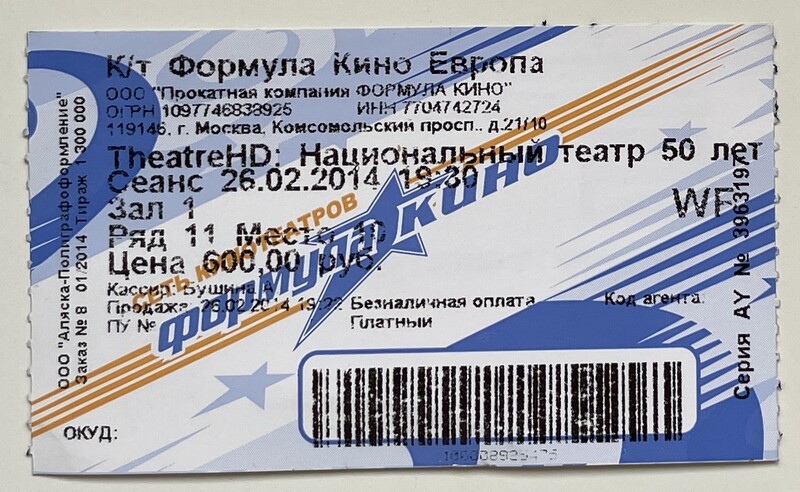 К/т Формула Кино Европа
ООО "Прокатная компания ФОРМУЛА КИНО"
ОГРН 1097746838925 ИНН 7704742724
119146, г. Москва, Комсомольский просп., д.21/10
TheatreHD: Национальный театр 50 лет
Сеанс 26.02.2014 19:30
WF
Зал 1
Ряд 11 Место 10
Цена 600,00 руб.
Кассир: Бушина А
Продажа: 26.02.2014 19:22 Безналичная оплата Код агента:
ПУ № Платный
СЕТЬ КИНОТЕАТРОВ
формула кино
ОКУД:
ООО "Аляска-Полиграфоформление"
Заказ № 8 01/2014 Тираж 1 300 000
Серия АУ №